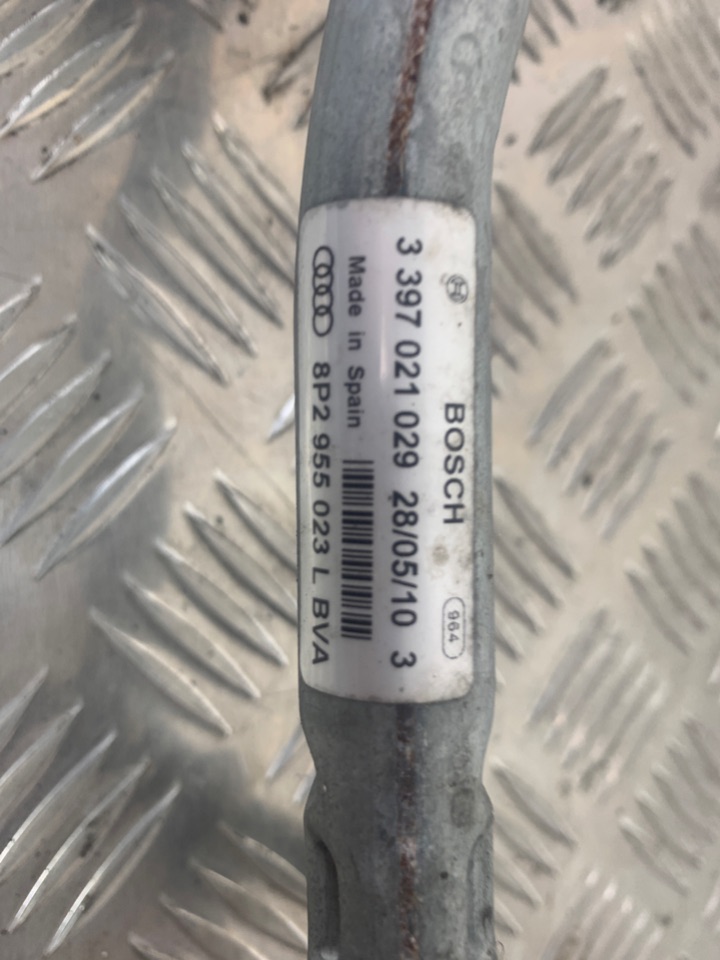 BOSCH
964
3 397 021 029 28/05/10 3
Made in Spain
8P2 955 023 L BVA